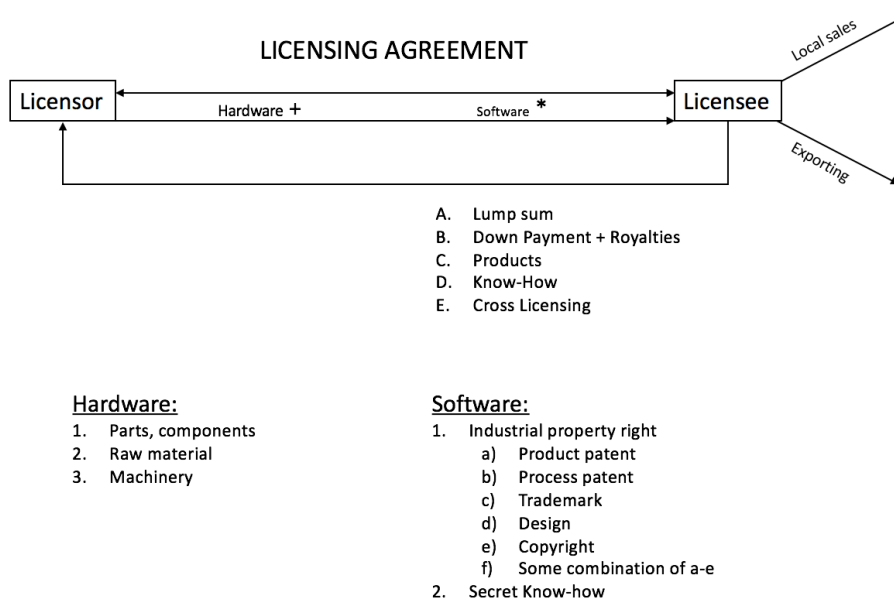 LICENSING AGREEMENT
Local sales
Licensor
Hardware +
Software *
Licensee
Exporting
A. Lump sum
B. Down Payment + Royalties
C. Products
D. Know-How
E. Cross Licensing
Hardware:
1. Parts, components
2. Raw material
3. Machinery
Software:
1. Industrial property right
a) Product patent
b) Process patent
c) Trademark
d) Design
e) Copyright
f) Some combination of a-e
2. Secret Know-how